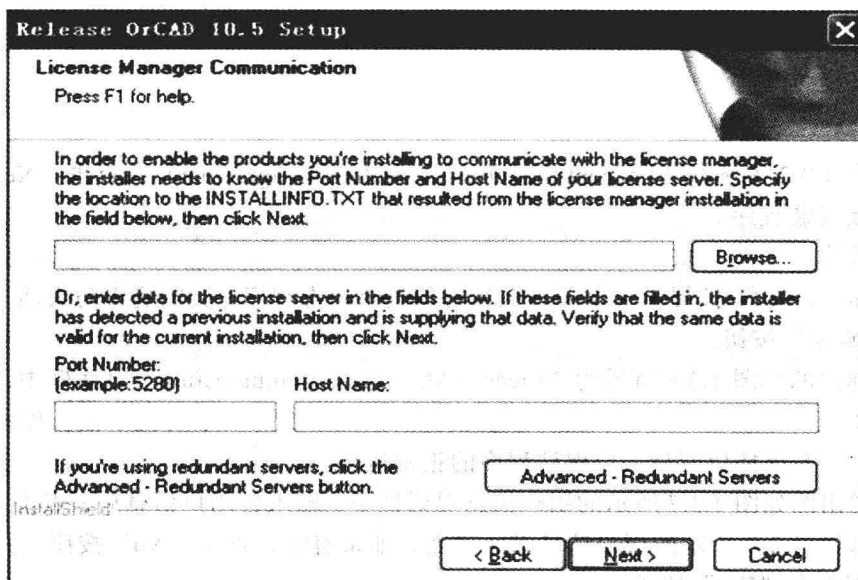 Release OrCAD 10.5 Setup
License Manager Communication
Press F1 for help.
In order to enable the products you're installing to communicate with the license manager,
the installer needs to know the Port Number and Host Name of your license server. Specify
the location to the INSTALLINFO.TXT that resulted from the license manager installation in
the field below, then click Next.
Browse...
Or, enter data for the license server in the fields below. If these fields are filled in, the installer
has detected a previous installation and is supplying that data. Verify that the same data is
valid for the current installation, then click Next.
Port Number:
(example:5280)
Host Name:
If you're using redundant servers, click the
Advanced - Redundant Servers button.
Advanced - Redundant Servers
InstallShield
< Back
Next >
Cancel